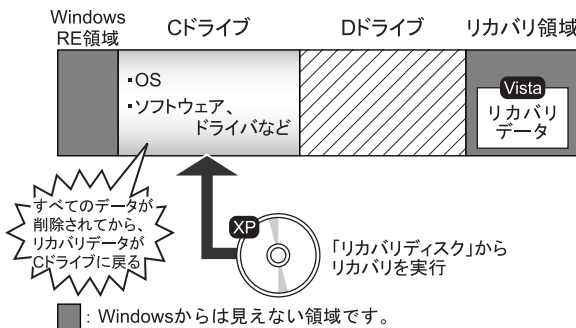 Windows
RE領域
Cドライブ
Dドライブ
リカバリ領域
・OS
・ソフトウェア、
ドライバなど
Vista
リカバリ
データ
すべてのデータが
削除されてから、
リカバリデータが
Cドライブに戻る
XP
「リカバリディスク」から
リカバリを実行
：Windowsからは見えない領域です。